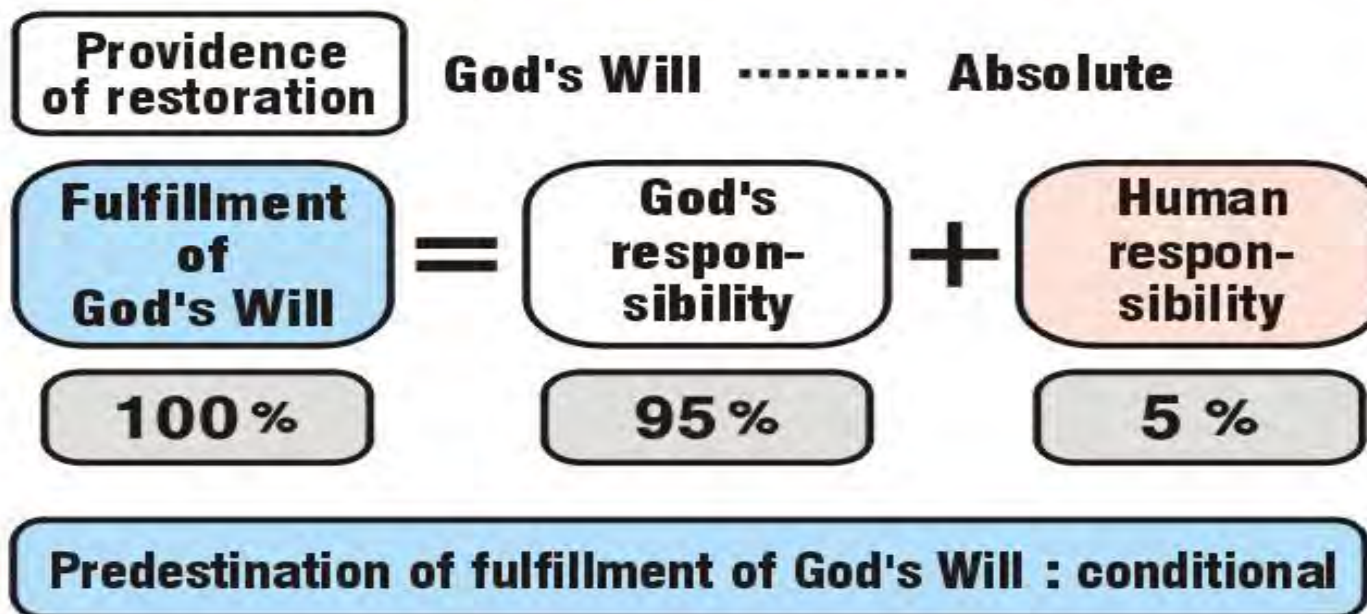 Providence
of restoration
God's Will ········· Absolute
Fulfillment
of
God's Will
=
God's
respon-
sibility
+
Human
respon-
sibility
100 %
95 %
5 %
Predestination of fulfillment of God's Will : conditional